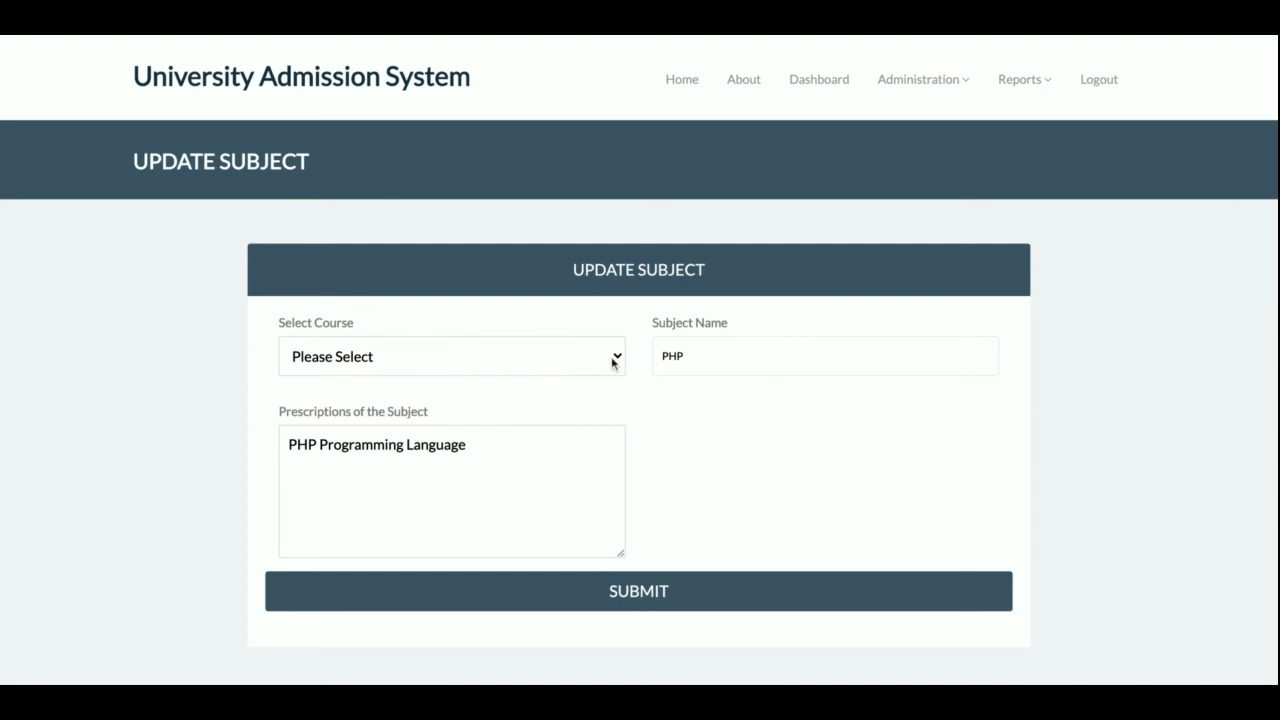 University Admission System
Home About Dashboard Administration Reports Logout
UPDATE SUBJECT
UPDATE SUBJECT
Select Course Subject Name
Please Select PHP
Prescriptions of the Subject
PHP Programming Language
SUBMIT